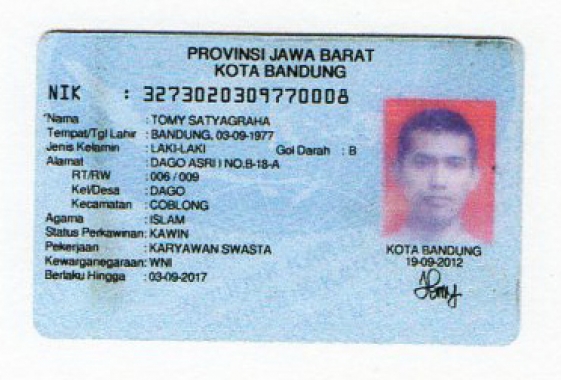 PROVINSI JAWA BARAT
KOTA BANDUNG
NIK : 3273020309770008
Nama : TOMY SATYAGRAHA
Tempat/Tgl Lahir : BANDUNG, 03-09-1977
Jenis Kelamin : LAKI-LAKI Gol Darah : B
Alamat : DAGO ASRI I NO.B-18-A
RT/RW : 006 / 009
Kel/Desa : DAGO
Kecamatan : COBLONG
Agama : ISLAM
Status Perkawinan: KAWIN
Pekerjaan : KARYAWAN SWASTA
Kewarganegaraan: WNI
Berlaku Hingga : 03-09-2017
KOTA BANDUNG
19-09-2012